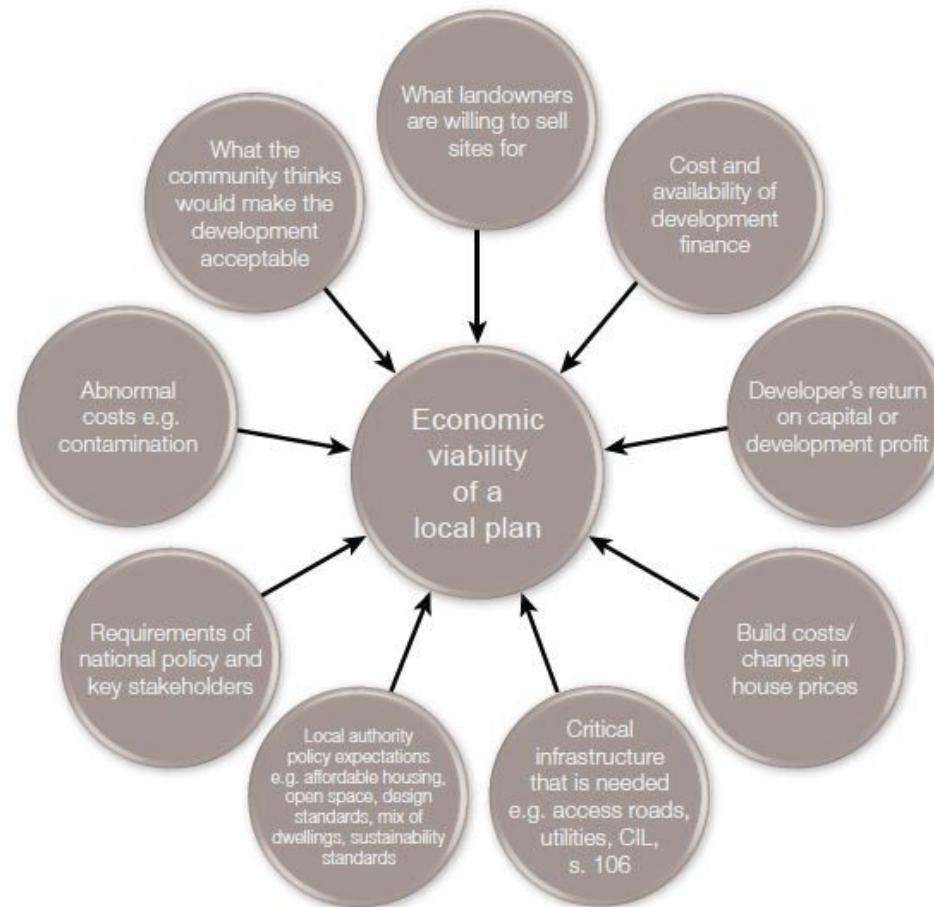 What landowners
are willing to sell
sites for
Cost and
availability of
development
finance
Developer's return
on capital or
development profit
Build costs/
changes in
house prices
Critical
infrastructure
that is needed
e.g. access roads,
utilities, CIL,
s. 106
Local authority
policy expectations
e.g. affordable housing,
open space, design
standards, mix of
dwellings, sustainability
standards
Requirements of
national policy and
key stakeholders
Abnormal
costs e.g.
contamination
What the
community thinks
would make the
development
acceptable
Economic
viability
of a
local plan